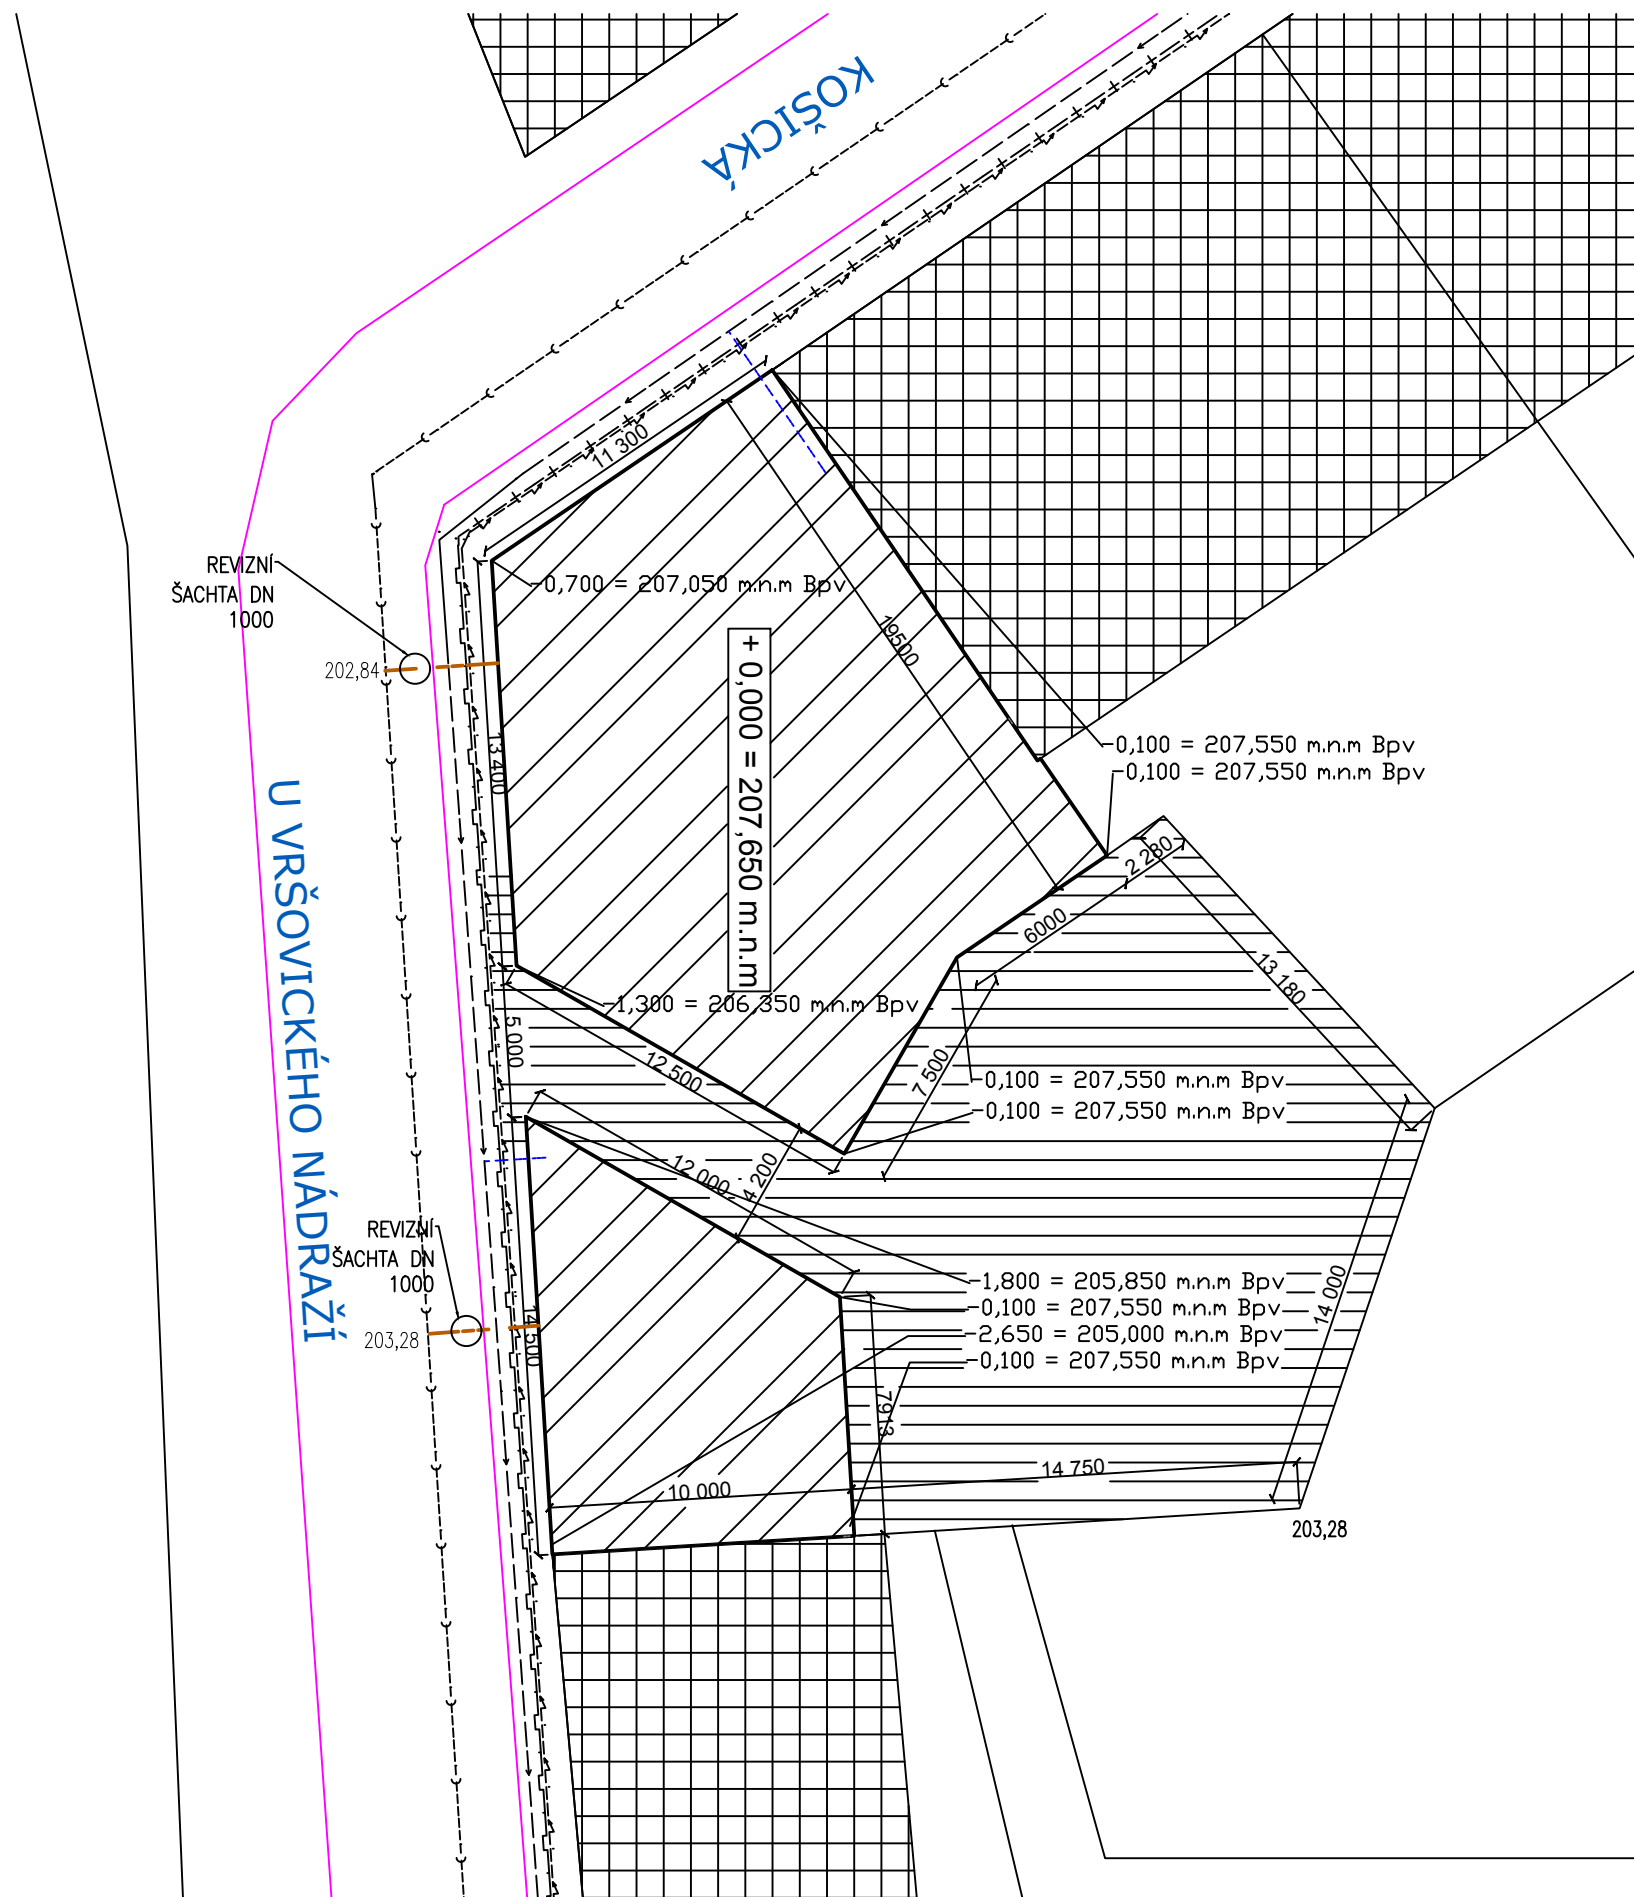 KOŠICKÁ
11 300
REVIZNÍ
ŠACHTA DN
1000
-0,700 = 207,050 m.n.m Bpv
202,84
19500
+ 0,000 = 207,650 m.n.m
13 400
-0,100 = 207,550 m.n.m Bpv
-0,100 = 207,550 m.n.m Bpv
U VRŠOVICKÉHO NÁDRAŽÍ
2 280
6000
13 180
-1,300 = 206,350 m.n.m Bpv
5 000
12 500
7 500
-0,100 = 207,550 m.n.m Bpv
-0,100 = 207,550 m.n.m Bpv
12 000
4 200
REVIZNÍ
ŠACHTA DN
1000
203,28
14 500
-1,800 = 205,850 m.n.m Bpv
-0,100 = 207,550 m.n.m Bpv
-2,650 = 205,000 m.n.m Bpv
-0,100 = 207,550 m.n.m Bpv
14 000
7913
14 750
10 000
203,28